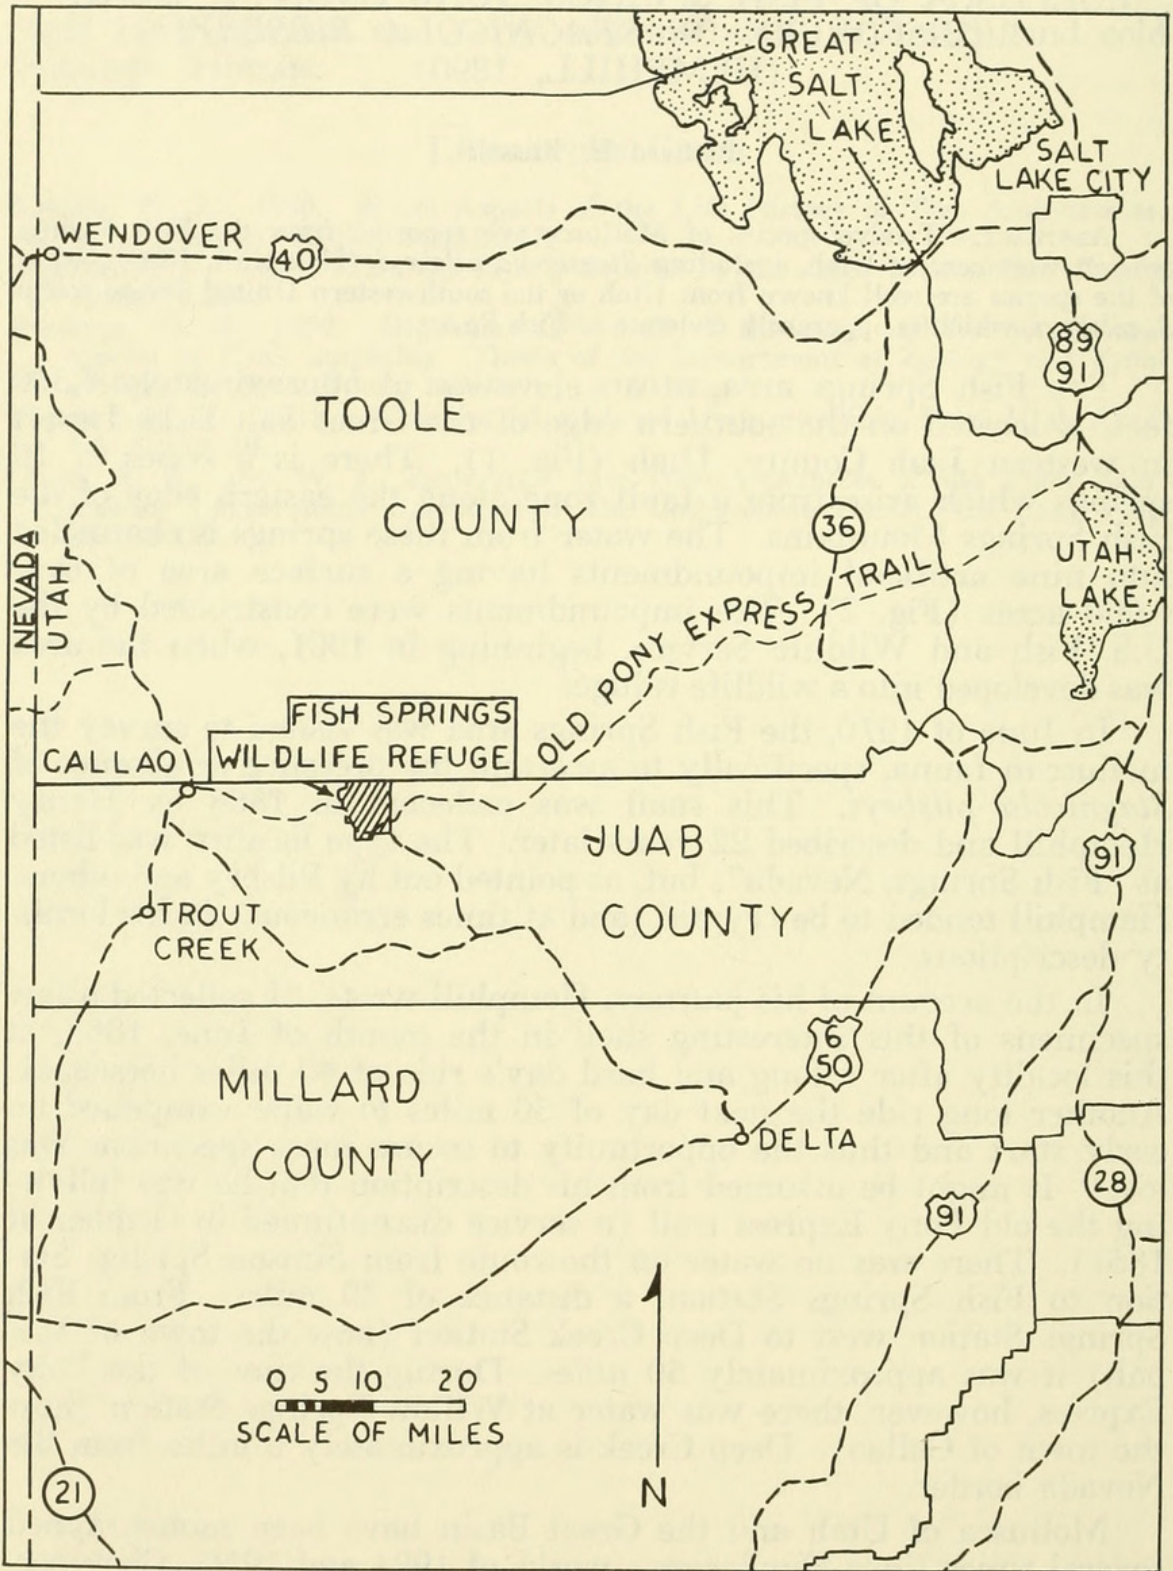 GREAT
SALT
LAKE
SALT
LAKE CITY
WENDOVER
40
89
91
TOOLE
COUNTY
36
NEVADA
UTAH
UTAH
LAKE
OLD PONY EXPRESS TRAIL
FISH SPRINGS
WILDLIFE REFUGE
CALLAO
JUAB
COUNTY
91
TROUT
CREEK
6
50
MILLARD
COUNTY
DELTA
28
91
0 5 10 20
SCALE OF MILES
N
21